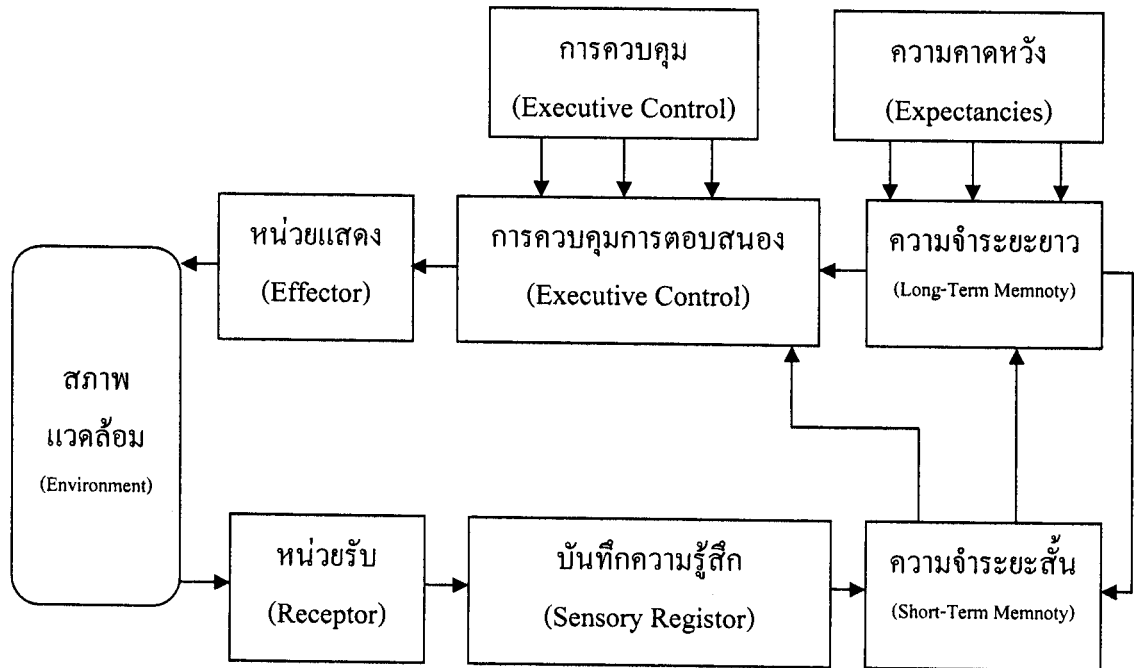 การควบคุม
(Executive Control)
ความคาดหวัง
(Expectancies)
หน่วยแสดง
(Effector)
การควบคุมการตอบสนอง
(Executive Control)
ความจำระยะยาว
(Long-Term Memnoty)
สภาพ
แวดล้อม
(Environment)
หน่วยรับ
(Receptor)
บันทึกความรู้สึก
(Sensory Registor)
ความจำระยะสั้น
(Short-Term Memnoty)